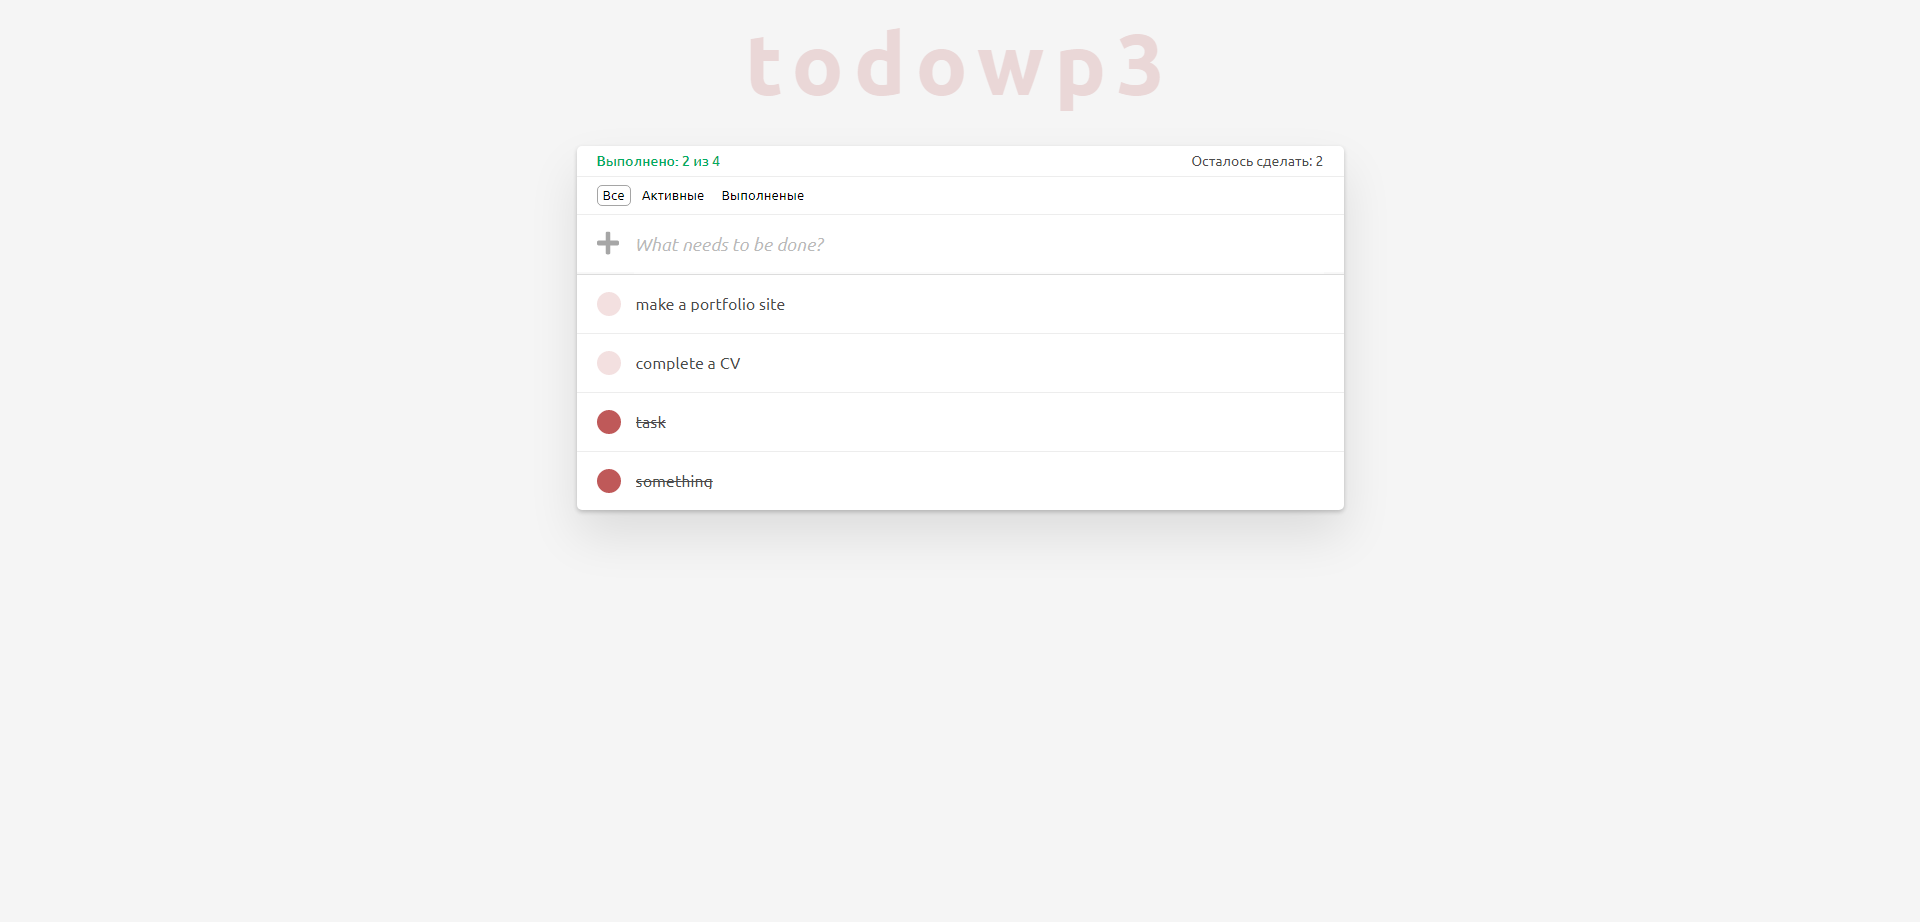 todowp3
Выполнено: 2 из 4 Осталось сделать: 2
Все Активные Выполненые
What needs to be done?
make a portfolio site
complete a CV
task
something